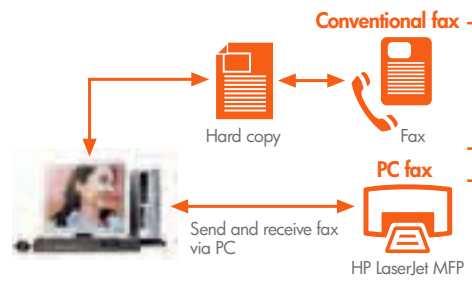 Conventional fax
Hard copy
Fax
PC fax
Send and receive fax
via PC
HP LaserJet MFP